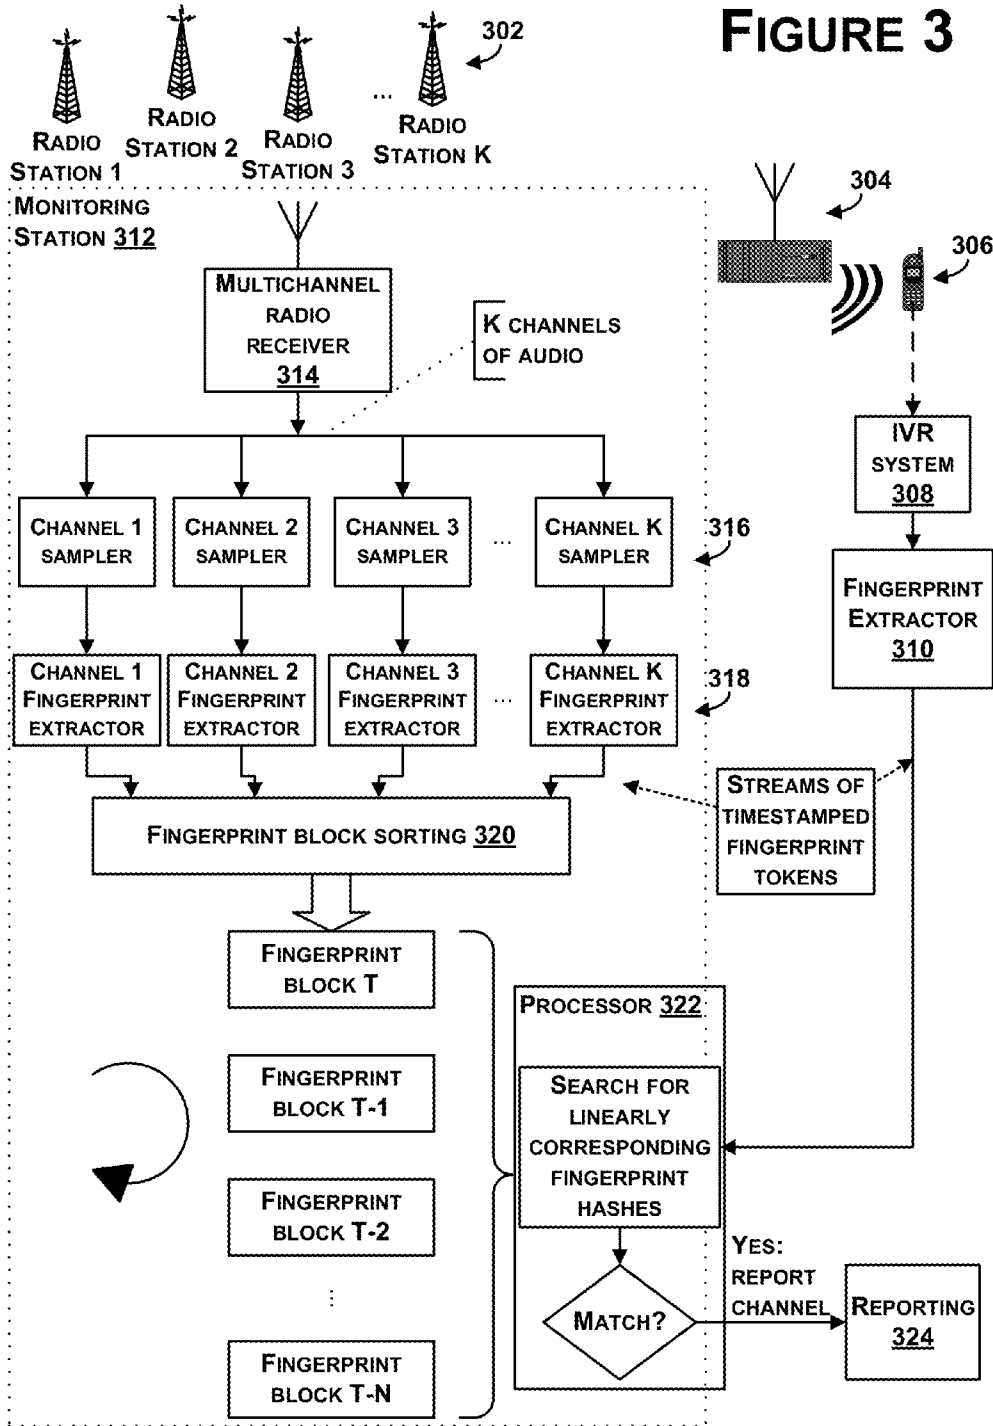 FIGURE 3
302
...
RADIO
STATION 1
RADIO
STATION 2
RADIO
STATION 3
RADIO
STATION K
MONITORING
STATION 312
304
306
MULTICHANNEL
RADIO
RECEIVER
314
K CHANNELS
OF AUDIO
IVR
SYSTEM
308
CHANNEL 1
SAMPLER
CHANNEL 2
SAMPLER
CHANNEL 3
SAMPLER
...
CHANNEL K
SAMPLER
316
FINGERPRINT
EXTRACTOR
310
CHANNEL 1
FINGERPRINT
EXTRACTOR
CHANNEL 2
FINGERPRINT
EXTRACTOR
CHANNEL 3
FINGERPRINT
EXTRACTOR
...
CHANNEL K
FINGERPRINT
EXTRACTOR
318
STREAMS OF
TIMESTAMPED
FINGERPRINT
TOKENS
FINGERPRINT BLOCK SORTING 320
FINGERPRINT
BLOCK T
FINGERPRINT
BLOCK T-1
FINGERPRINT
BLOCK T-2
...
FINGERPRINT
BLOCK T-N
PROCESSOR 322
SEARCH FOR
LINEARLY
CORRESPONDING
FINGERPRINT
HASHES
MATCH?
YES:
REPORT
CHANNEL
REPORTING
324